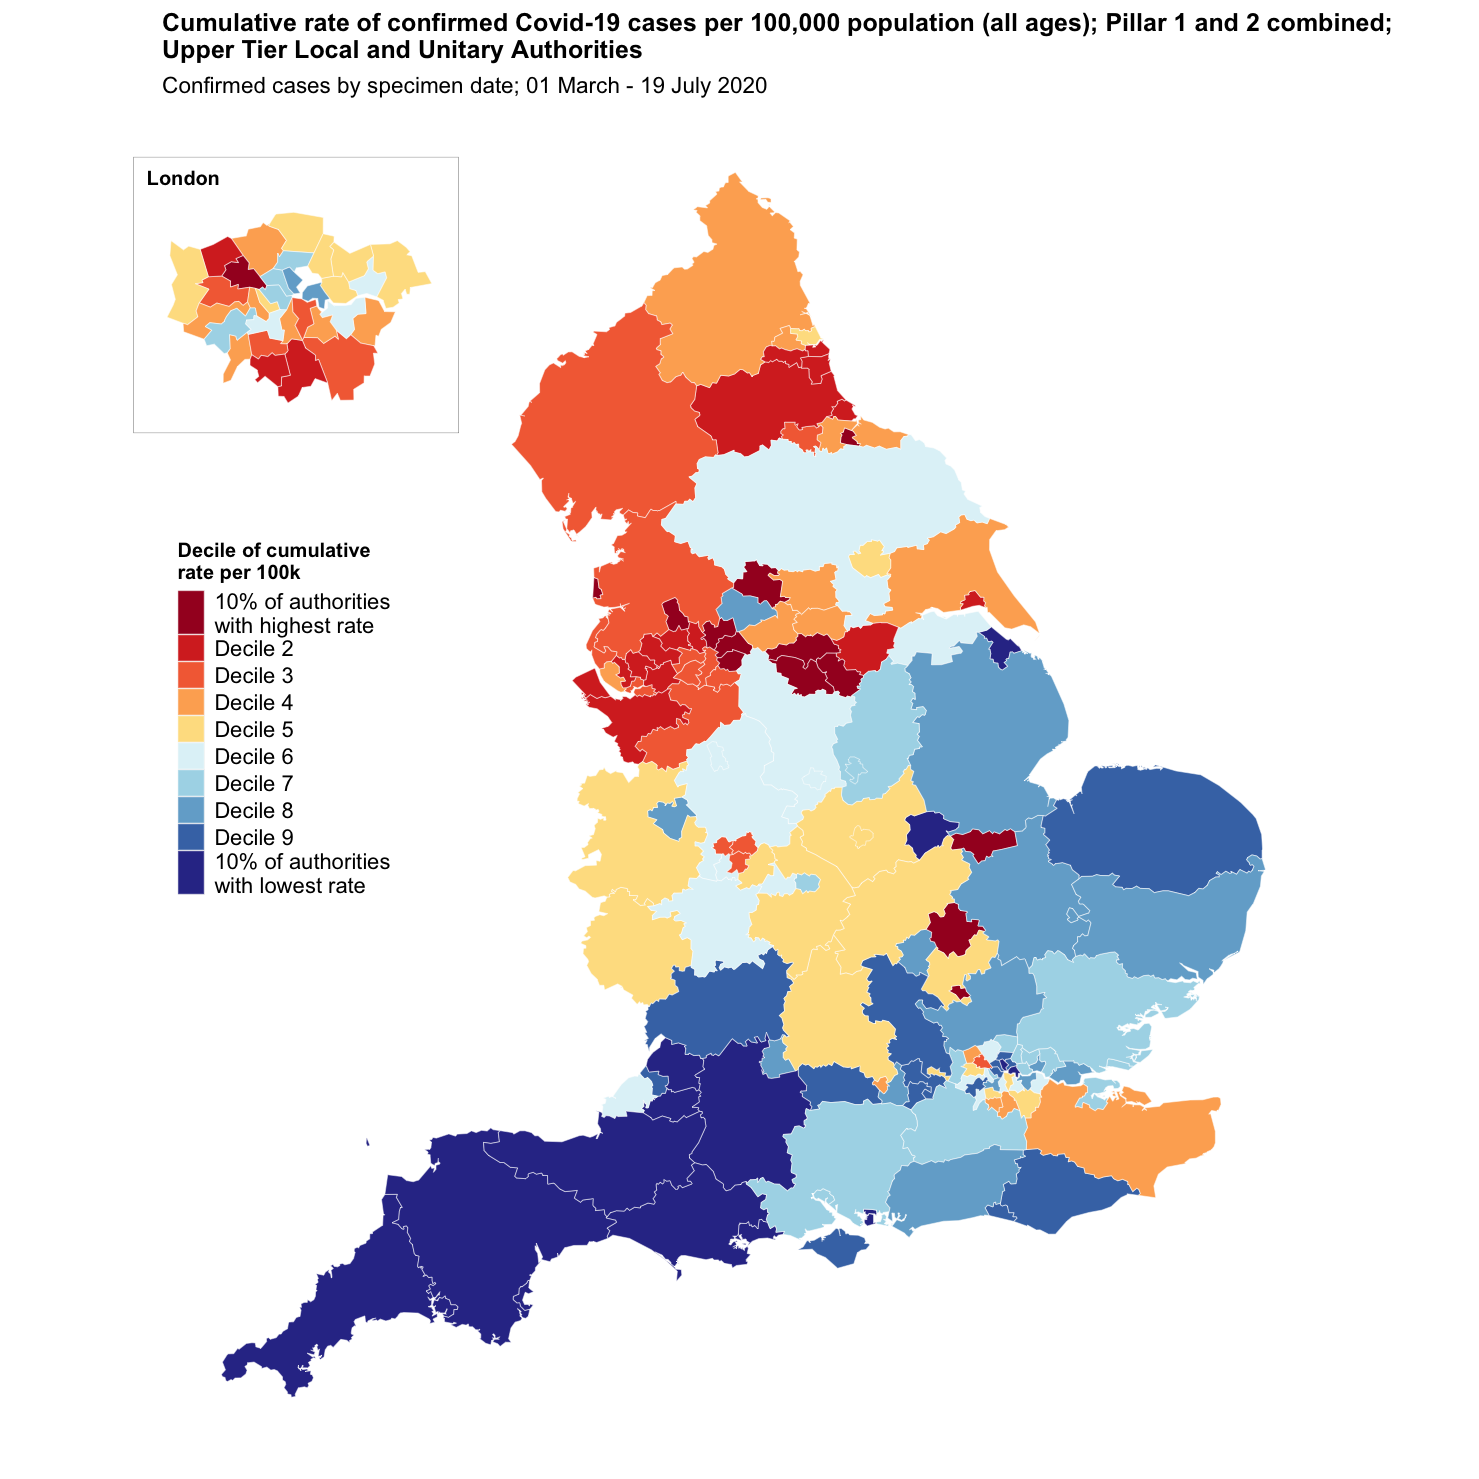 Cumulative rate of confirmed Covid-19 cases per 100,000 population (all ages); Pillar 1 and 2 combined;
Upper Tier Local and Unitary Authorities
Confirmed cases by specimen date; 01 March - 19 July 2020
London
Decile of cumulative
rate per 100k
10% of authorities
with highest rate
Decile 2
Decile 3
Decile 4
Decile 5
Decile 6
Decile 7
Decile 8
Decile 9
10% of authorities
with lowest rate